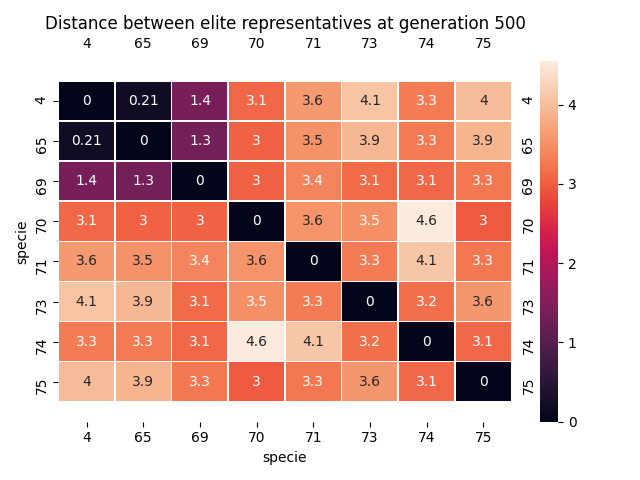 Distance between elite representatives at generation 500
4 65 69 70 71 73 74 75
4 0 0.21 1.4 3.1 3.6 4.1 3.3 4 4
65 0.21 0 1.3 3 3.5 3.9 3.3 3.9 65
69 1.4 1.3 0 3 3.4 3.1 3.1 3.3 69
70 3.1 3 3 0 3.6 3.5 4.6 3 70
71 3.6 3.5 3.4 3.6 0 3.3 4.1 3.3 71
73 4.1 3.9 3.1 3.5 3.3 0 3.2 3.6 73
74 3.3 3.3 3.1 4.6 4.1 3.2 0 3.1 74
75 4 3.9 3.3 3 3.3 3.6 3.1 0 75
specie
4 65 69 70 71 73 74 75
specie
4
3
2
1
0